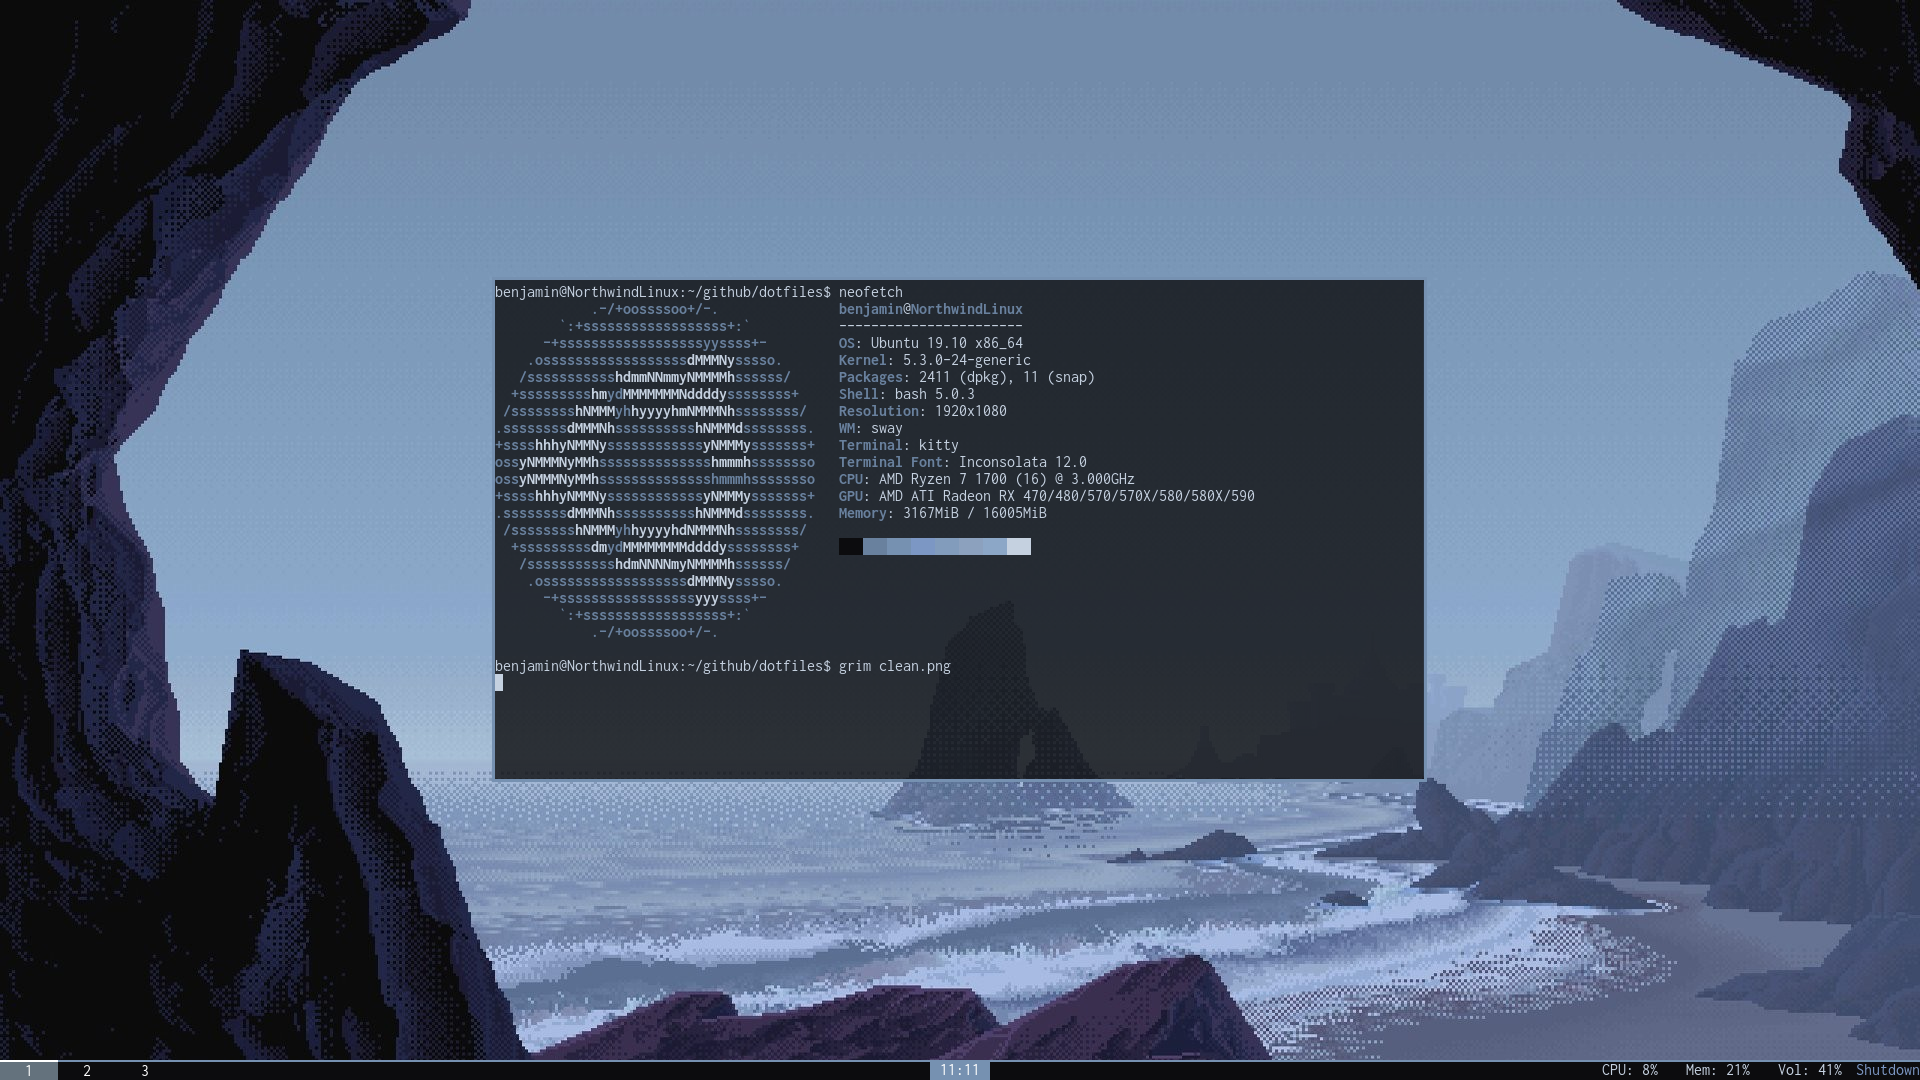 benjamin@NorthwindLinux:~/github/dotfiles$ neofetch
.-/+oossssoo+/-. benjamin@NorthwindLinux
`:+ssssssssssssssssss+:` -----------------------
-+ssssssssssssssssssyyssss+- OS: Ubuntu 19.10 x86_64
.ossssssssssssssssssdMMMNysssso. Kernel: 5.3.0-24-generic
/ssssssssssshdmmNNmmyNMMMMhssssss/ Packages: 2411 (dpkg), 11 (snap)
+ssssssssshmydMMMMMMMNddddyssssssss+ Shell: bash 5.0.3
/sssssssshNMMMyhhyyyyhmNMMMNhssssssss/ Resolution: 1920x1080
.ssssssssdMMMNhsssssssssshNMMMdssssssss. WM: sway
+sssshhhyNMMNyssssssssssssyNMMMysssssss+ Terminal: kitty
ossyNMMMNyMMhsssssssssssssshmmmhssssssso Terminal Font: Inconsolata 12.0
ossyNMMMNyMMhsssssssssssssshmmmhssssssso CPU: AMD Ryzen 7 1700 (16) @ 3.000GHz
+sssshhhyNMMNyssssssssssssyNMMMysssssss+ GPU: AMD ATI Radeon RX 470/480/570/570X/580/580X/590
.ssssssssdMMMNhsssssssssshNMMMdssssssss. Memory: 3167MiB / 16005MiB
/sssssssshNMMMyhhyyyyhdNMMMNhssssssss/
+sssssssssdmydMMMMMMMMddddyssssssss+
/ssssssssssshdmNNNNmyNMMMMhssssss/
.ossssssssssssssssssdMMMNysssso.
-+sssssssssssssssssyyyssss+-
`:+ssssssssssssssssss+:`
.-/+oossssoo+/-.
benjamin@NorthwindLinux:~/github/dotfiles$ grim clean.png
1 2 3 11:11 CPU: 8% Mem: 21% Vol: 41% Shutdown